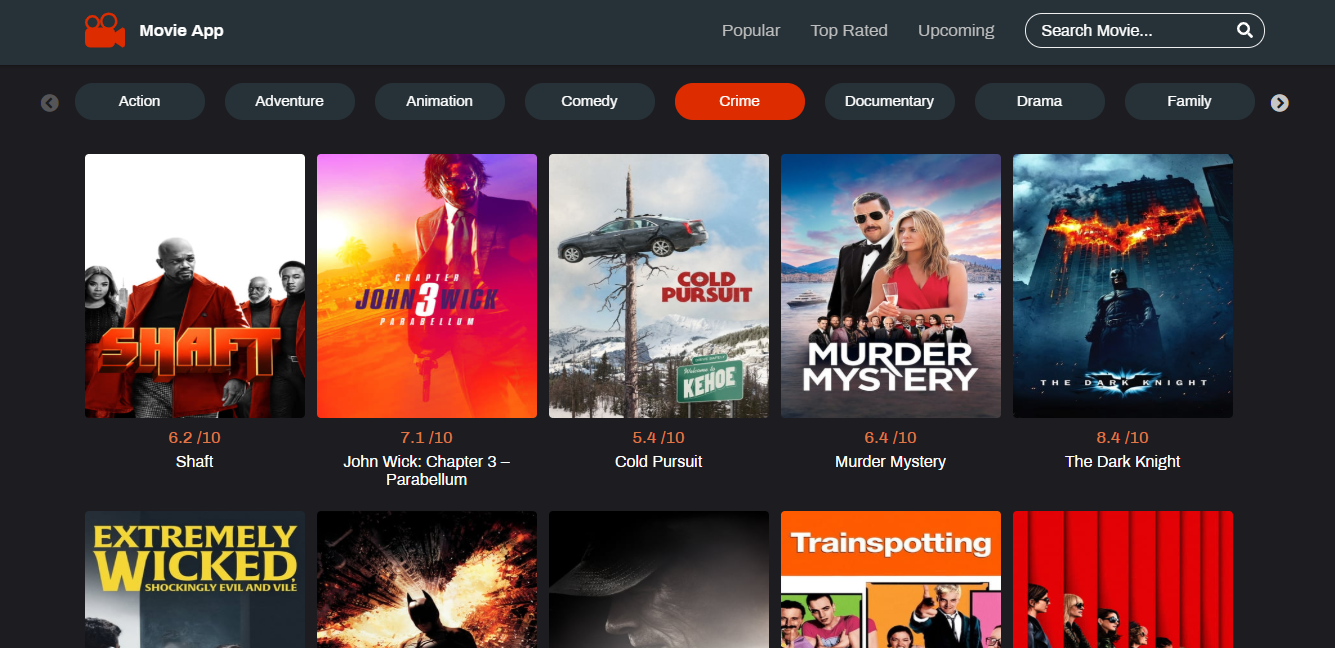 Movie App
Popular
Top Rated
Upcoming
Search Movie...
Action
Adventure
Animation
Comedy
Crime
Documentary
Drama
Family
SHAFT
CHAPTER
JOHN 3 WICK
PARABELLUM
COLD
PURSUIT
Welcome to
KEHOE
MURDER
MYSTERY
THE DARK KNIGHT
6.2 /10
7.1 /10
5.4 /10
6.4 /10
8.4 /10
Shaft
John Wick: Chapter 3 –
Parabellum
Cold Pursuit
Murder Mystery
The Dark Knight
EXTREMELY
WICKED,
SHOCKINGLY EVIL AND VILE
Trainspotting